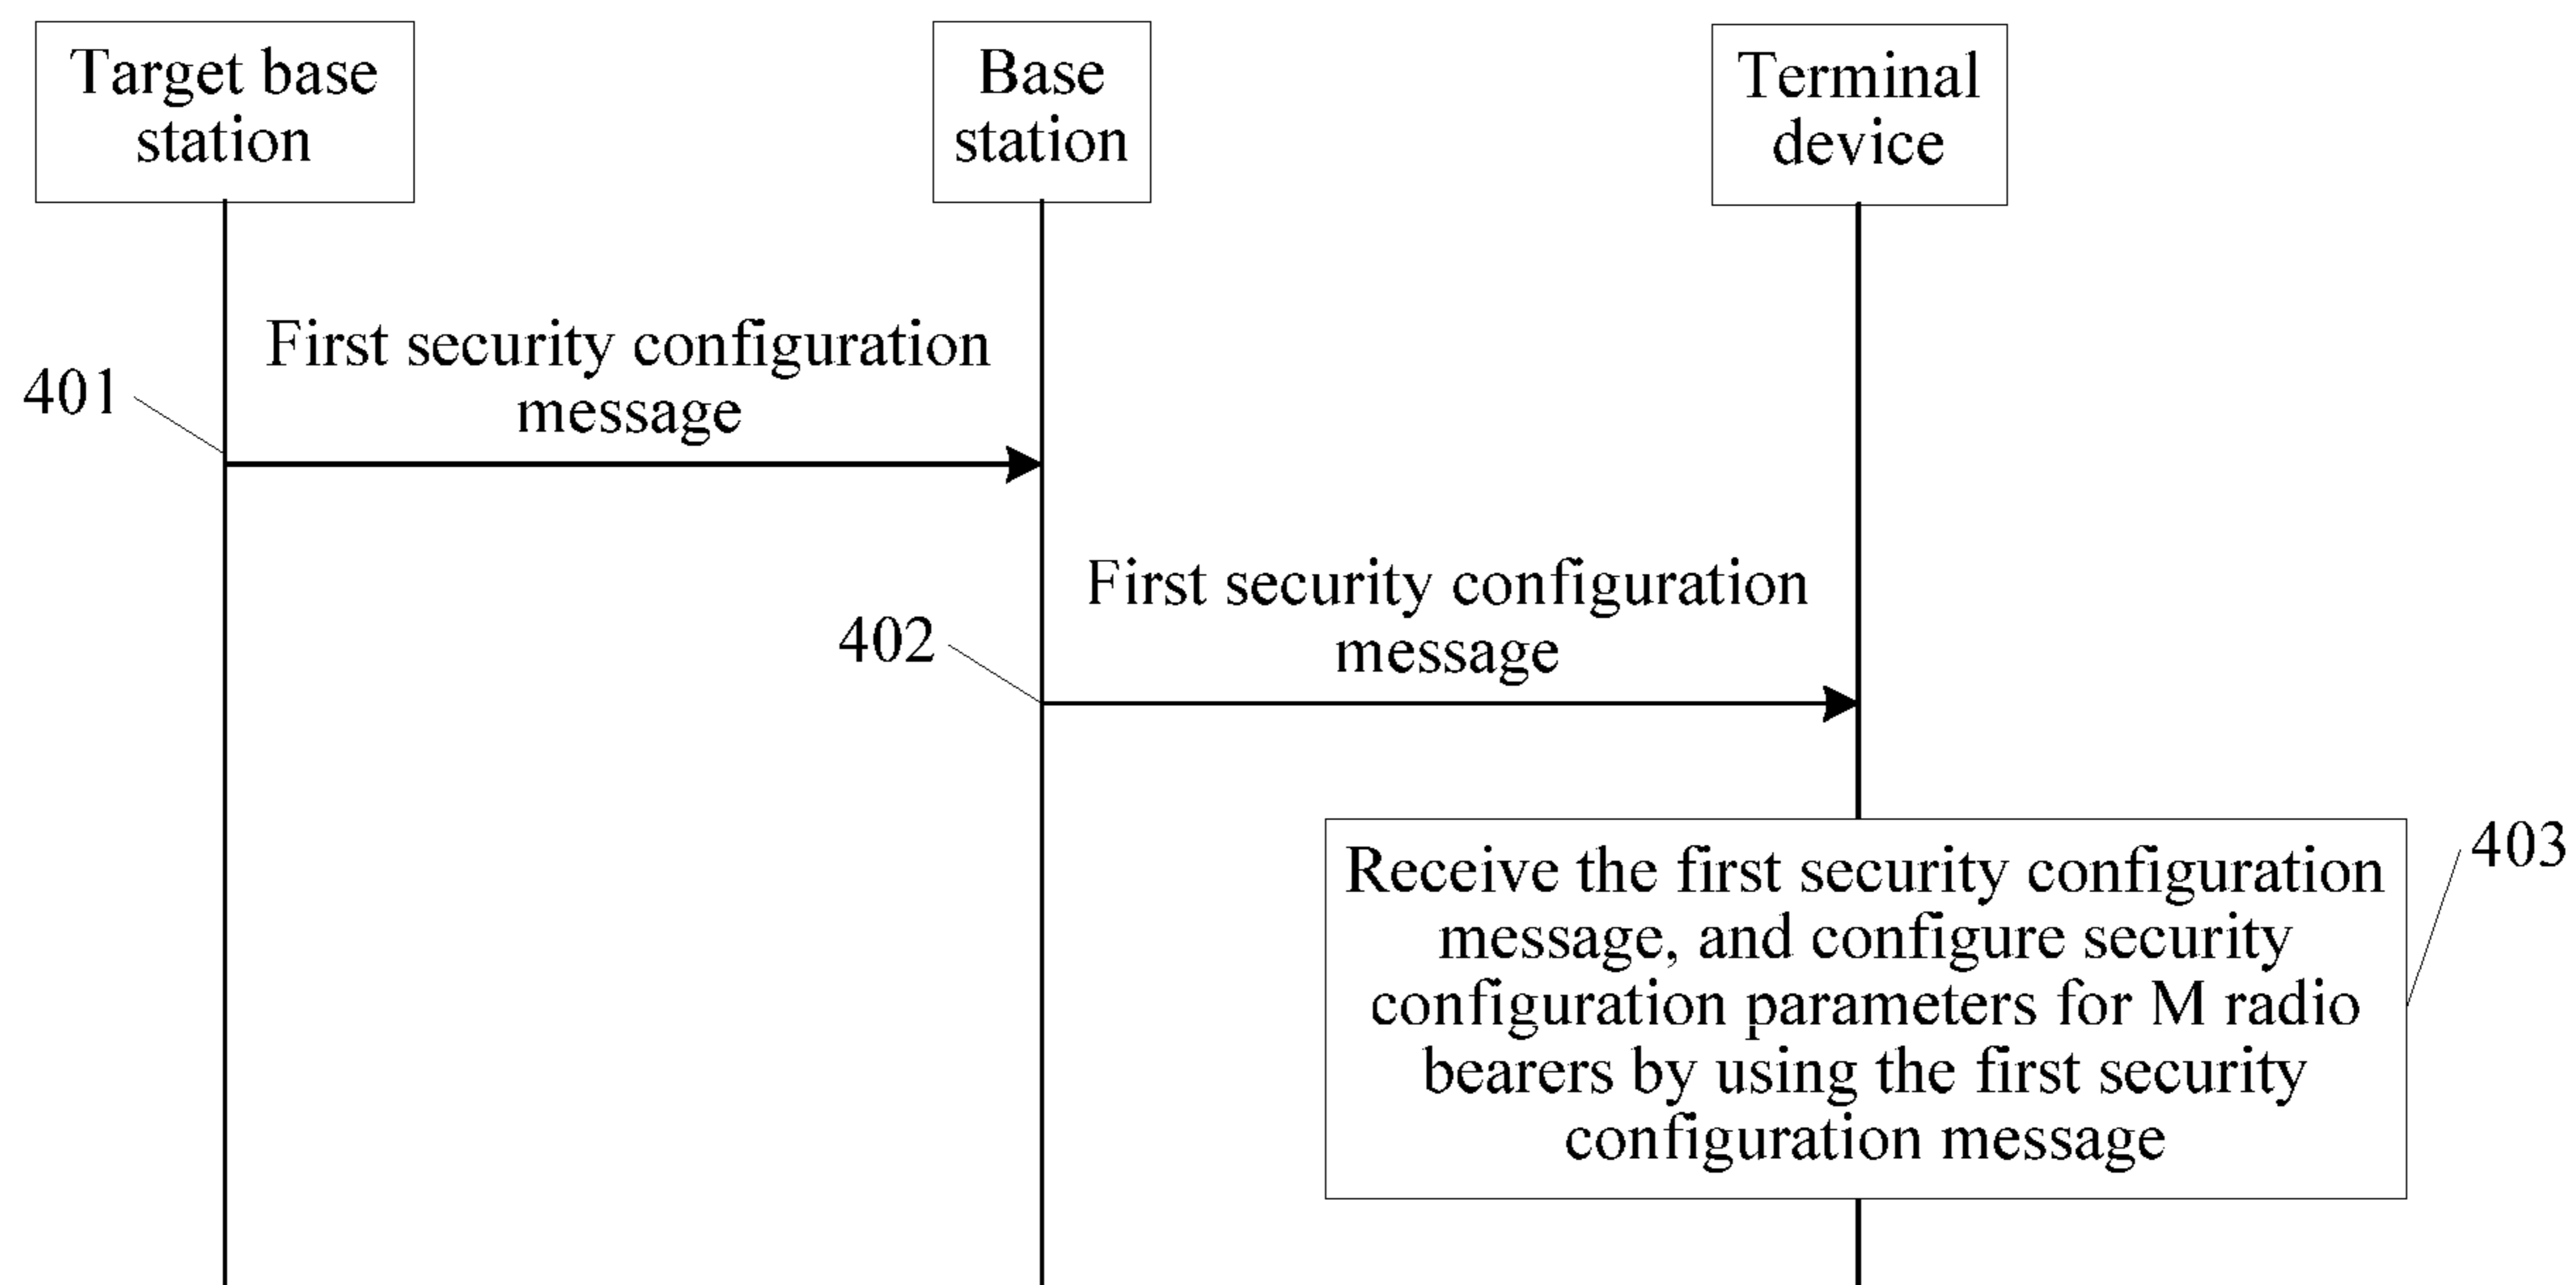 Target base
station
Base
station
Terminal
device
First security configuration
message
401
First security configuration
message
402
Receive the first security configuration
message, and configure security
configuration parameters for M radio
bearers by using the first security
configuration message
403